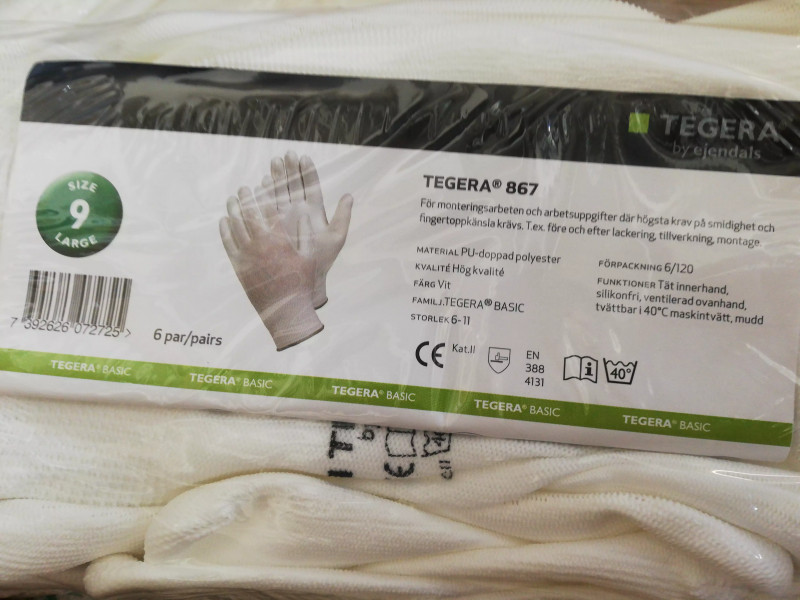 TEGERA
by ejendals
SIZE
9
LARGE
TEGERA® 867
För monteringsarbeten och arbetsuppgifter där högsta krav på smidighet och
fingertoppkänsla krävs. T.ex. före och efter lackering, tillverkning, montage.
MATERIAL PU-doppad polyester
KVALITÉ Hög kvalité
FÄRG Vit
FAMILJ.TEGERA® BASIC
STORLEK 6-11
FÖRPACKNING 6/120
FUNKTIONER Tät innerhand,
silikonfri, ventilerad ovanhand,
tvättbar i 40°C maskintvätt, mudd
7 392626 072725 >
6 par/pairs
CE Kat.II
EN
388
4131
i
40°
TEGERA® BASIC
TEGERA® BASIC
TEGERA® BASIC
TEGERA® BASIC
TEGERA® BASIC
CE